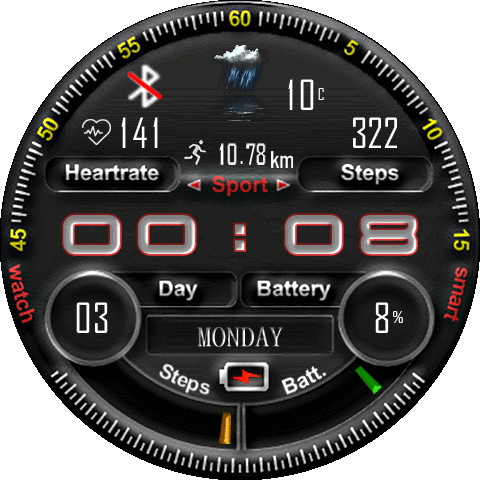 60
55
5
50
10
45
15
10c
141
322
10.78 km
Heartrate
Sport
Steps
00:08
watch
smart
Day
Battery
03
8%
MONDAY
Steps
Batt.